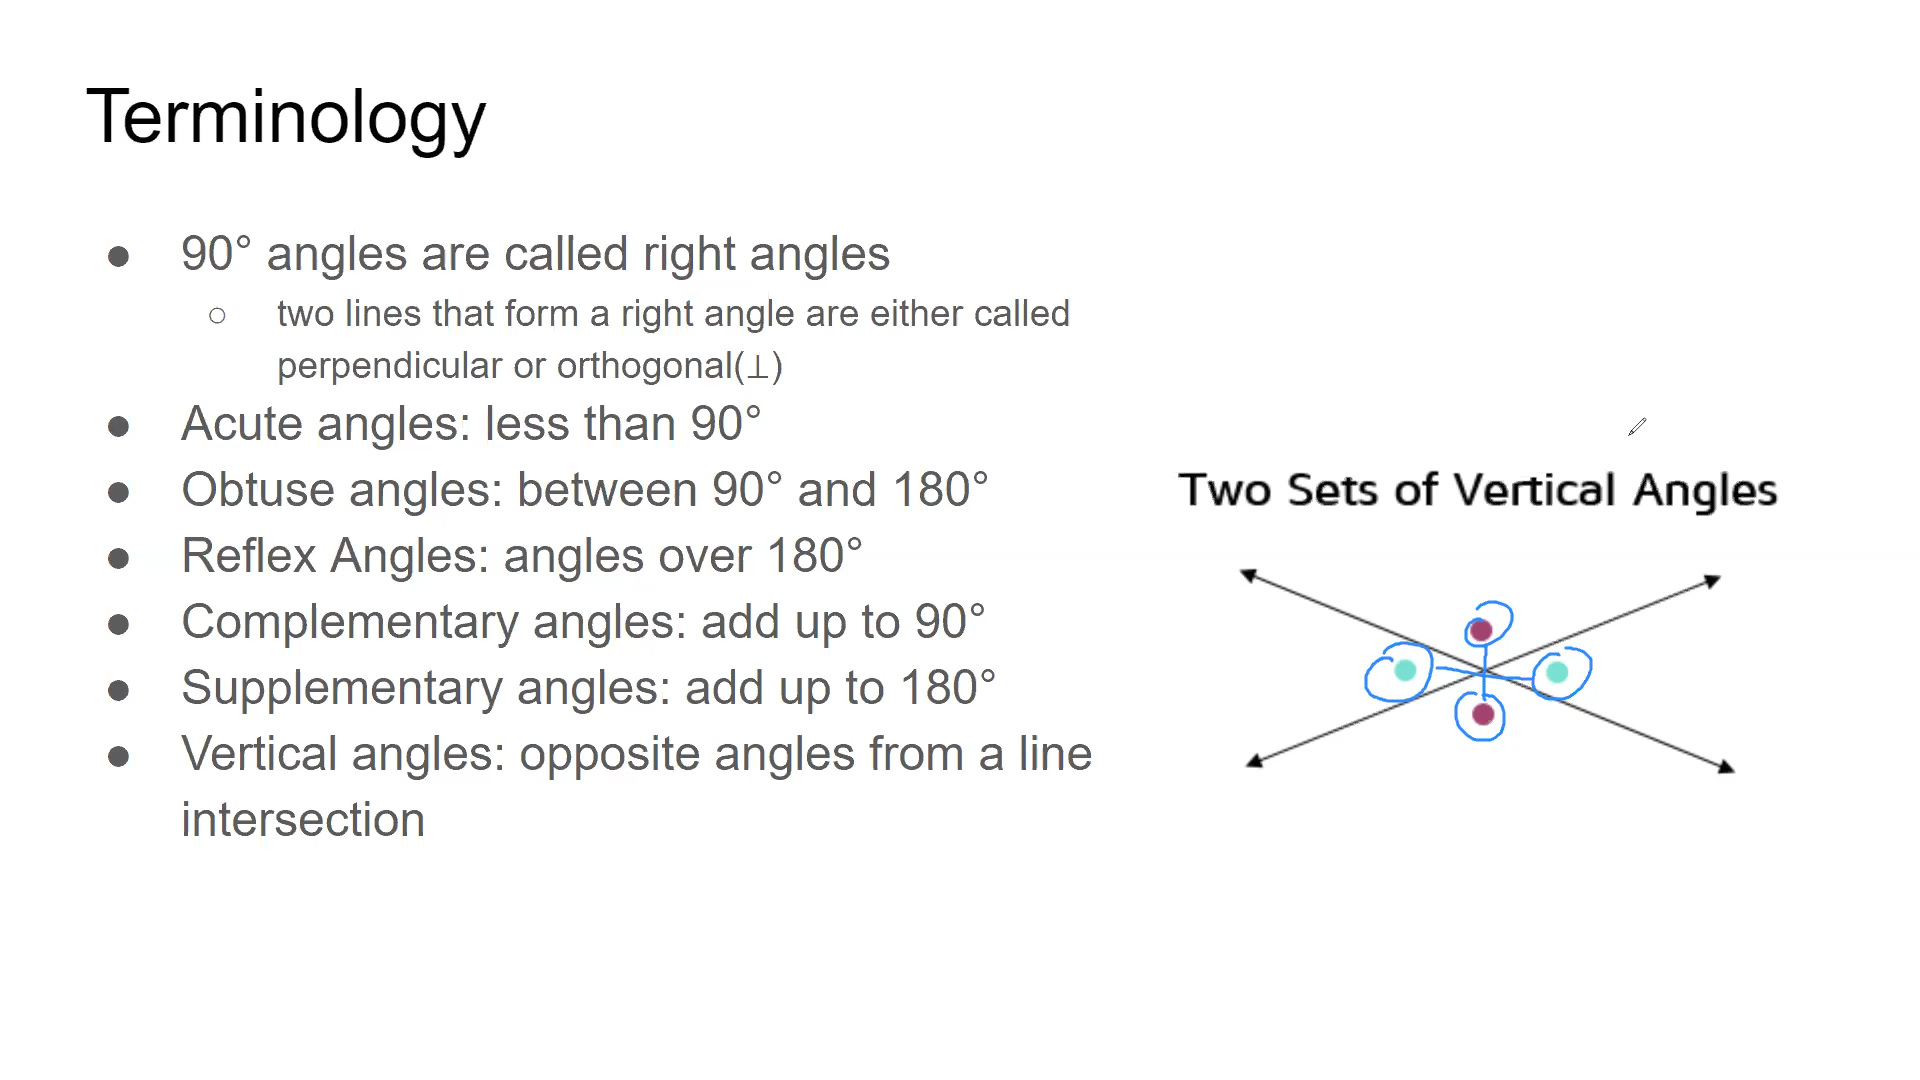 Terminology
● 90° angles are called right angles
○ two lines that form a right angle are either called
perpendicular or orthogonal(⊥)
● Acute angles: less than 90°
● Obtuse angles: between 90° and 180°
● Reflex Angles: angles over 180°
● Complementary angles: add up to 90°
● Supplementary angles: add up to 180°
● Vertical angles: opposite angles from a line
intersection
Two Sets of Vertical Angles